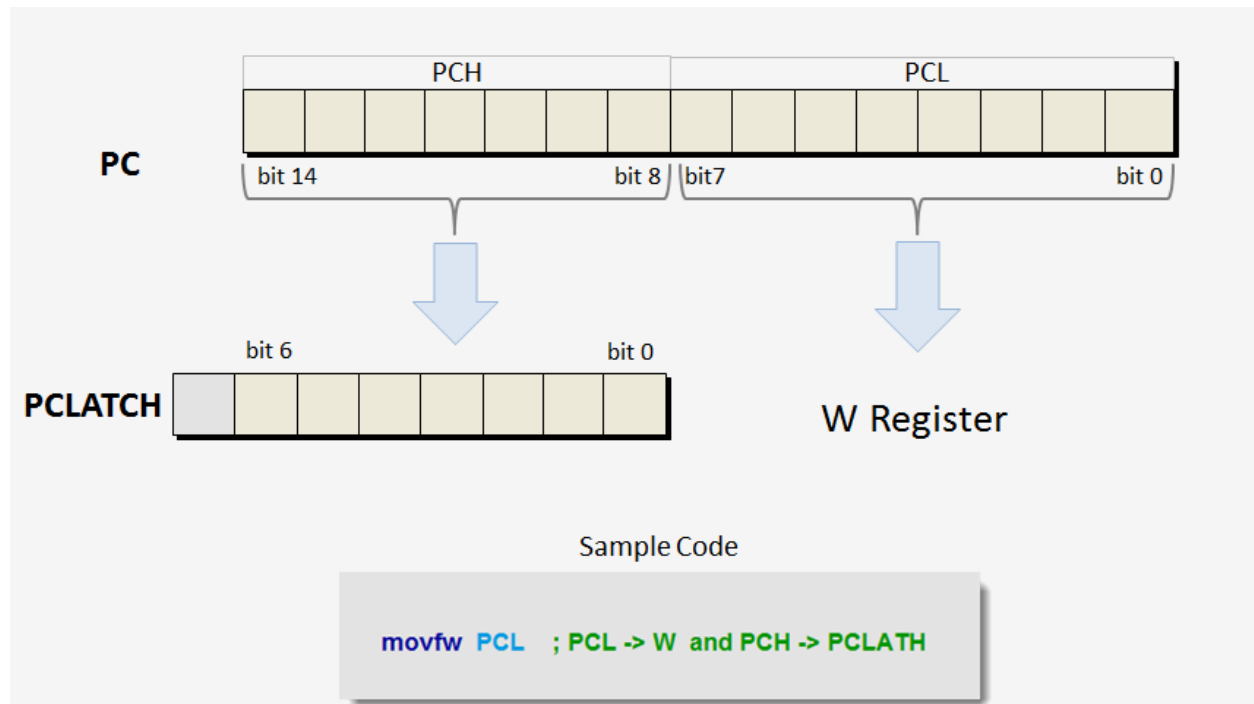 PCH PCL
PC
bit 14 bit 8 bit7 bit 0
bit 6 bit 0
PCLATCH
W Register
Sample Code
movfw PCL ; PCL -> W and PCH -> PCLATH